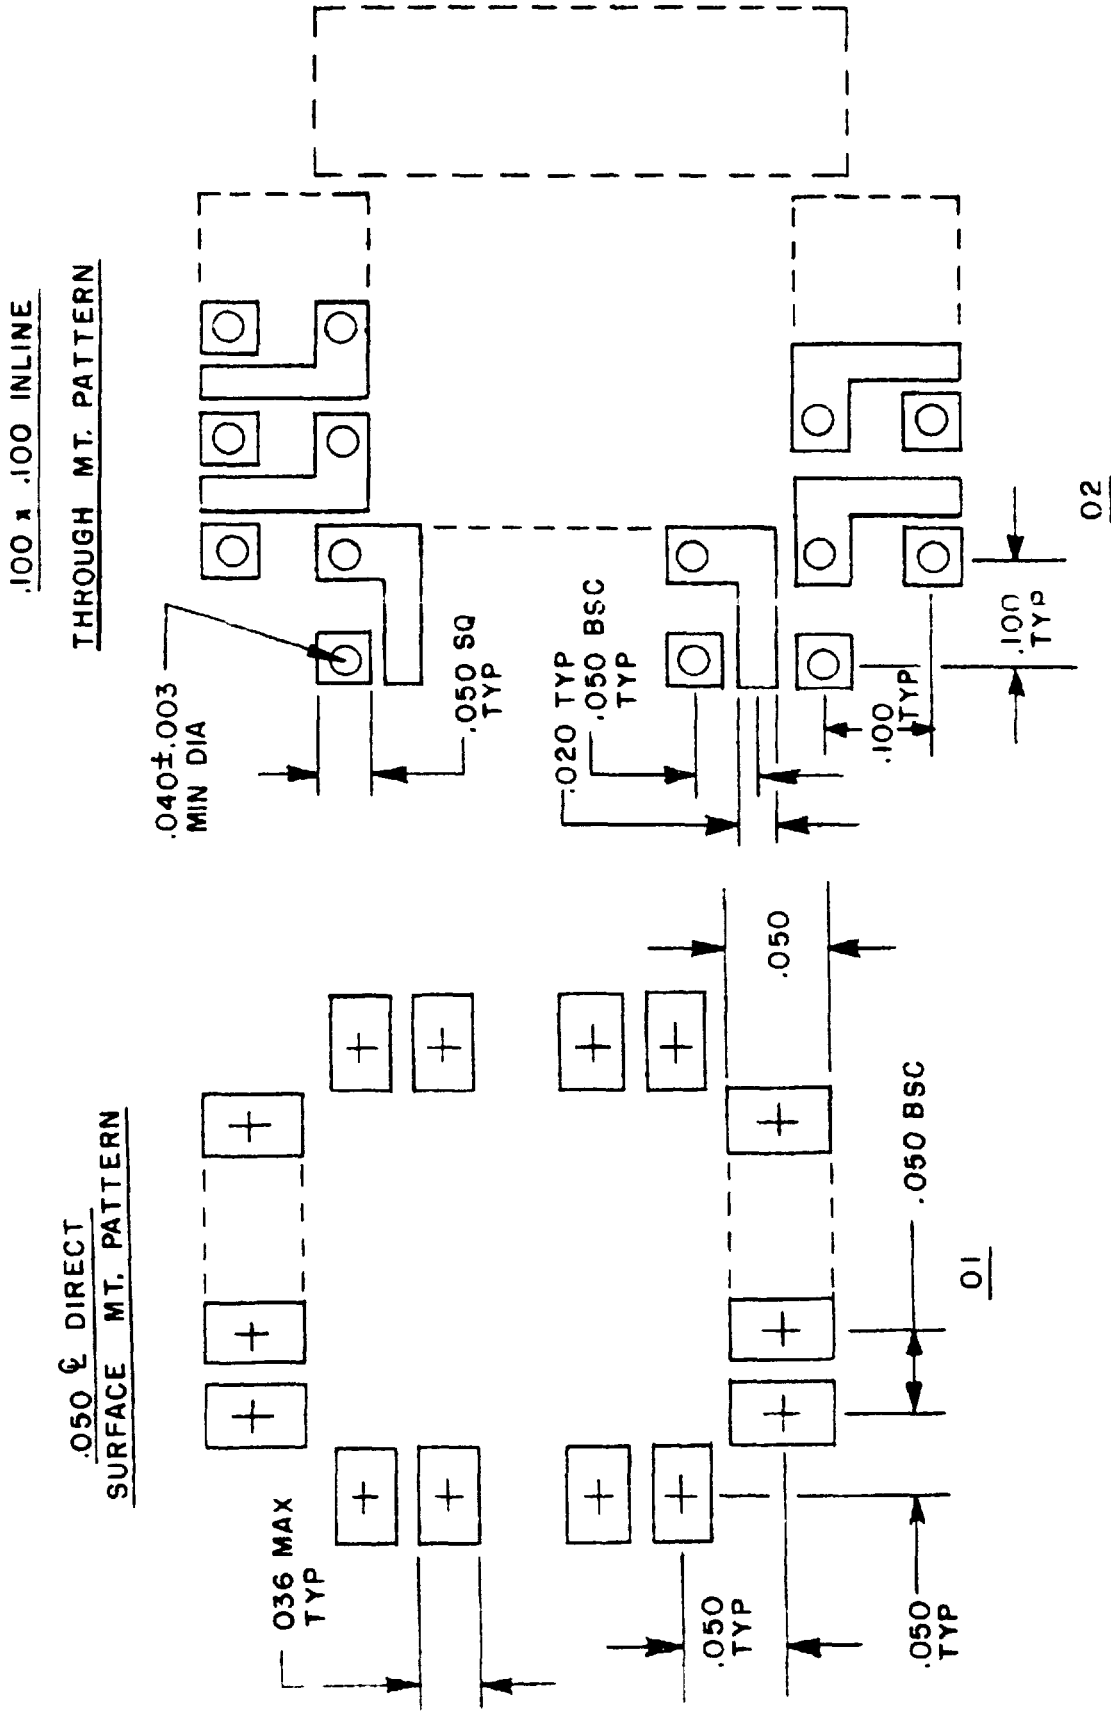 .050 ℄ DIRECT
SURFACE MT. PATTERN
036 MAX
TYP
.050
TYP
.050
TYP
.050 BSC
.050
01
.100 x .100 INLINE
THROUGH MT. PATTERN
.040±.003
MIN DIA
.050 SQ
TYP
.020 TYP
.050 BSC
TYP
.100
TYP
.100
TYP
02